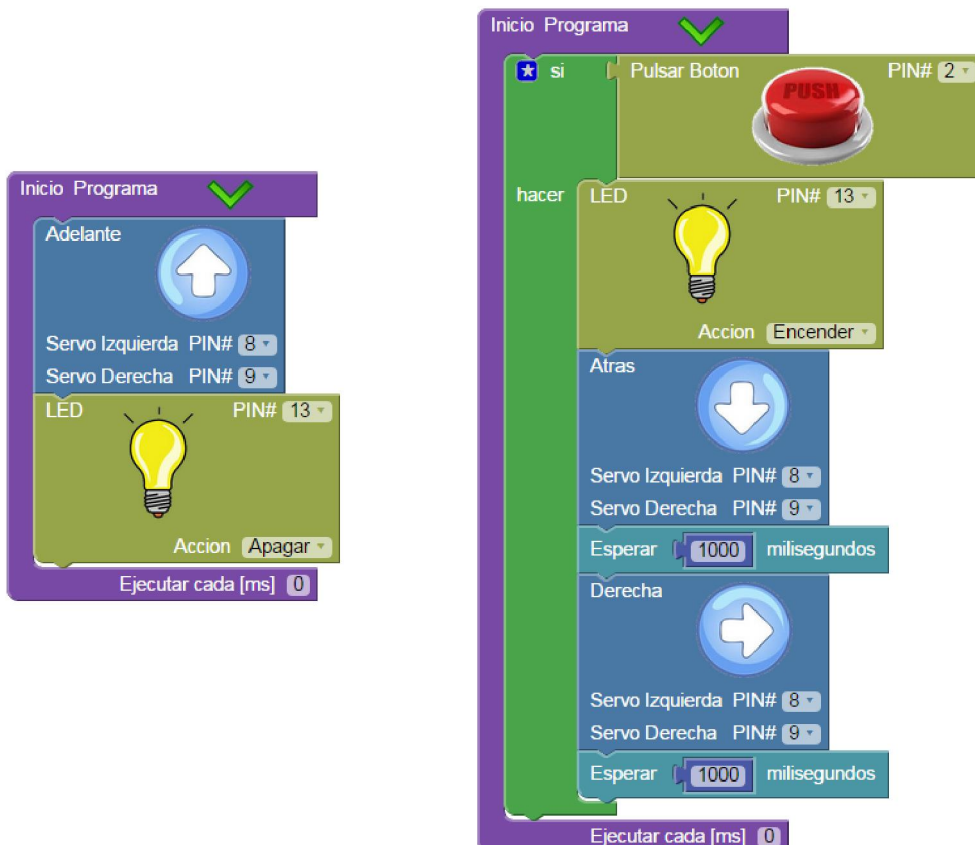 Inicio Programa
Adelante
Servo Izquierda PIN# 8
Servo Derecha PIN# 9
LED PIN# 13
Accion Apagar
Ejecutar cada [ms] 0
Inicio Programa
si Pulsar Boton PIN# 2
PUSH
hacer LED PIN# 13
Accion Encender
Atras
Servo Izquierda PIN# 8
Servo Derecha PIN# 9
Esperar 1000 milisegundos
Derecha
Servo Izquierda PIN# 8
Servo Derecha PIN# 9
Esperar 1000 milisegundos
Ejecutar cada [ms] 0